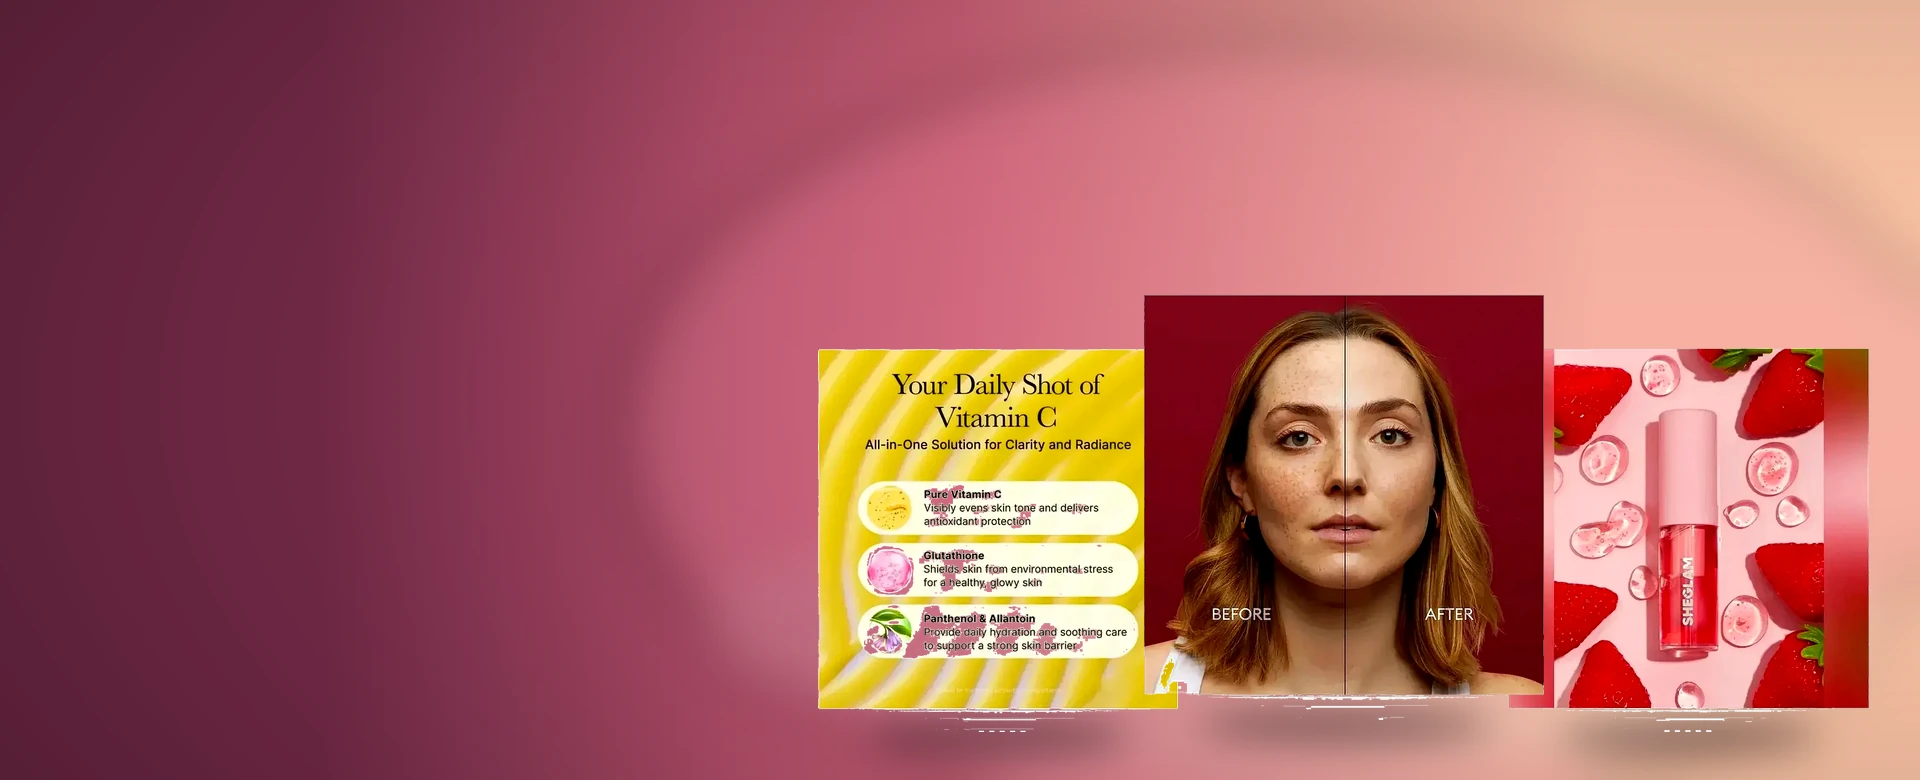 Your Daily Shot of
Vitamin C
All-in-One Solution for Clarity and Radiance
Pure Vitamin C
Visibly evens skin tone and delivers
antioxidant protection
Glutathione
Shields skin from environmental stress
for a healthy, glowy skin
Panthenol & Allantoin
Provide daily hydration and soothing care
to support a strong skin barrier
BEFORE
AFTER
SHEGLAM